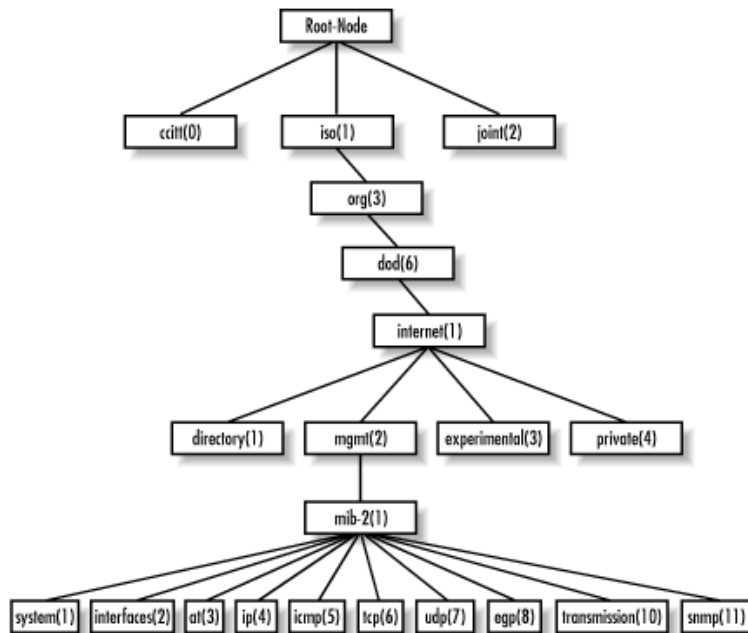 Root-Node
ccitt(0) iso(1) joint(2)
org(3)
dod(6)
internet(1)
directory(1) mgmt(2) experimental(3) private(4)
mib-2(1)
system(1) interfaces(2) at(3) ip(4) icmp(5) tcp(6) udp(7) egp(8) transmission(10) snmp(11)